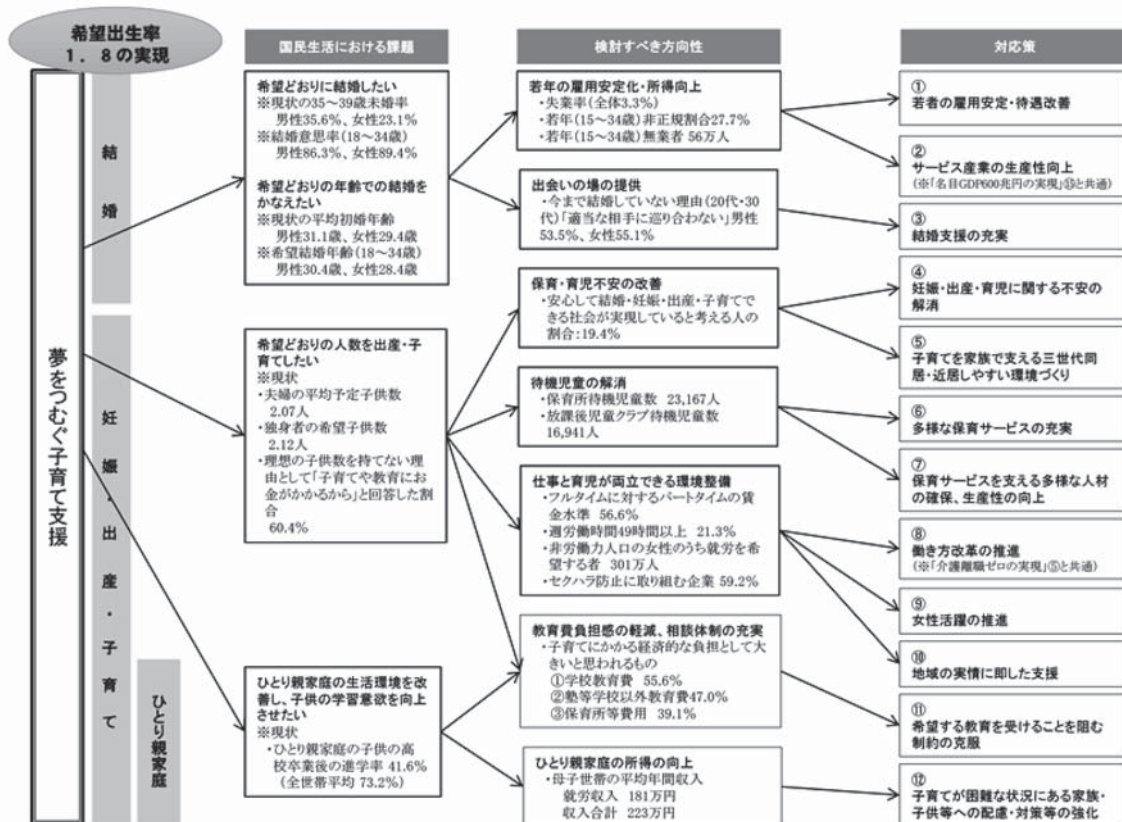 希望出生率
1．8の実現
夢をつむぐ子育て支援
結婚
妊娠・出産・子育て
ひとり親家庭
国民生活における課題
希望どおりに結婚したい
※現状の35～39歳未婚率
男性35.6%、女性23.1%
※結婚意思率(18～34歳)
男性86.3%、女性89.4%
希望どおりの年齢での結婚を
かなえたい
※現状の平均初婚年齢
男性31.1歳、女性29.4歳
※希望結婚年齢(18～34歳)
男性30.4歳、女性28.4歳
希望どおりの人数を出産・子
育てしたい
※現状
・夫婦の平均予定子供数
2.07人
・独身者の希望子供数
2.12人
・理想の子供数を持てない理
由として「子育てや教育にお
金がかかるから」と回答した割
合
60.4%
ひとり親家庭の生活環境を
改善し、子供の学習意欲を向上
させたい
※現状
・ひとり親家庭の子供の高
校卒業後の進学率 41.6%
(全世帯平均 73.2%)
検討すべき方向性
若年の雇用安定化・所得向上
・失業率(全体3.3%)
・若年(15～34歳)非正規割合27.7%
・若年(15～34歳)無業者 56万人
出会いの場の提供
・今まで結婚していない理由(20代・30
代)「適当な相手に巡り合わない」男性
53.5%、女性55.1%
保育・育児不安の改善
・安心して結婚・妊娠・出産・子育てで
きる社会が実現していると考える人の
割合：19.4%
待機児童の解消
・保育所待機児童数 23,167人
・放課後児童クラブ待機児童数
16,941人
仕事と育児が両立できる環境整備
・フルタイムに対するパートタイムの賃
金水準 56.6%
・週労働時間49時間以上 21.3%
・非労働力人口の女性のうち就労を希
望する者 301万人
・セクハラ防止に取り組む企業 59.2%
教育費負担感の軽減、相談体制の充実
・子育てにかかる経済的な負担として大
きいと思われるもの
①学校教育費 55.6%
②塾等学校以外教育費47.0%
③保育所等費用 39.1%
ひとり親家庭の所得の向上
・母子世帯の平均年間収入
就労収入 181万円
収入合計 223万円
対応策
①
若者の雇用安定・待遇改善
②
サービス産業の生産性向上
(※「名目GDP600兆円の実現」⑮と共通)
③
結婚支援の充実
④
妊娠・出産・育児に関する不安の
解消
⑤
子育てを家族で支える三世代同
居・近居しやすい環境づくり
⑥
多様な保育サービスの充実
⑦
保育サービスを支える多様な人材
の確保、生産性の向上
⑧
働き方改革の推進
(※「介護離職ゼロの実現」⑤と共通)
⑨
女性活躍の推進
⑩
地域の実情に即した支援
⑪
希望する教育を受けることを阻む
制約の克服
⑫
子育てが困難な状況にある家族・
子供等への配慮・対策等の強化